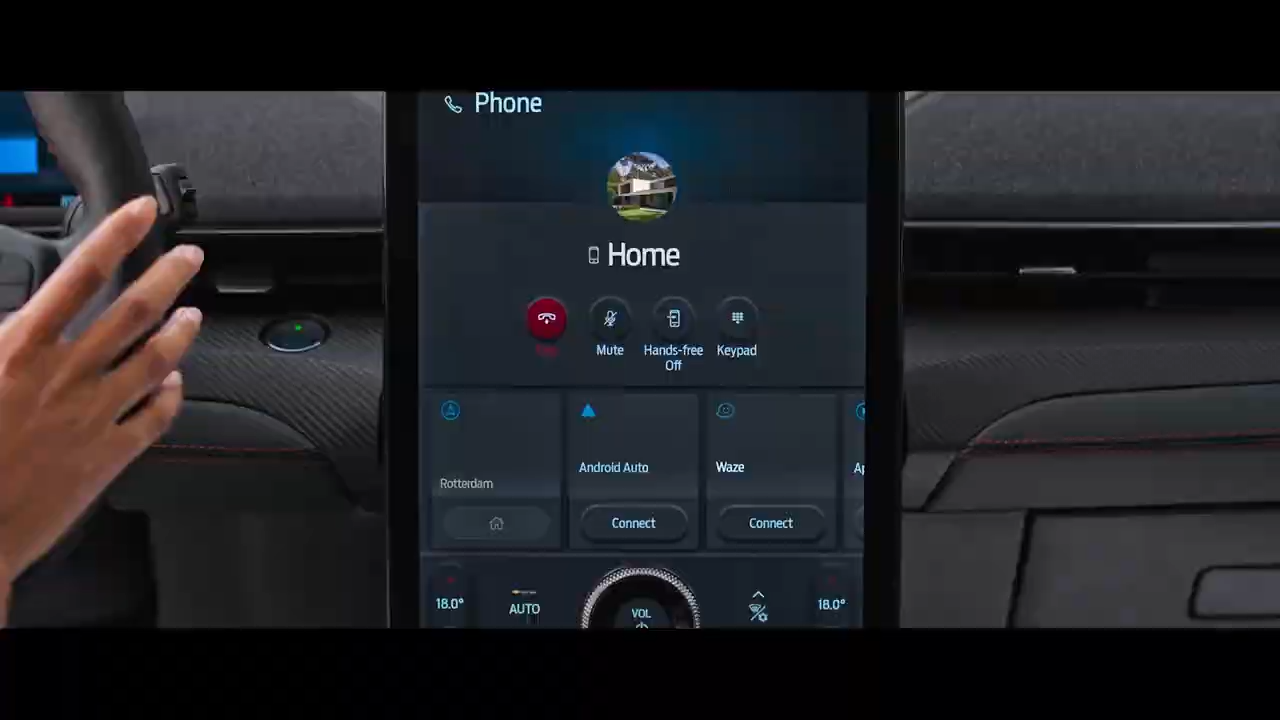 Phone
Home
Mute
Hands-free
Off
Keypad
Rotterdam
Android Auto
Waze
Ap
Connect
Connect
18.0°
AUTO
VOL
18.0°